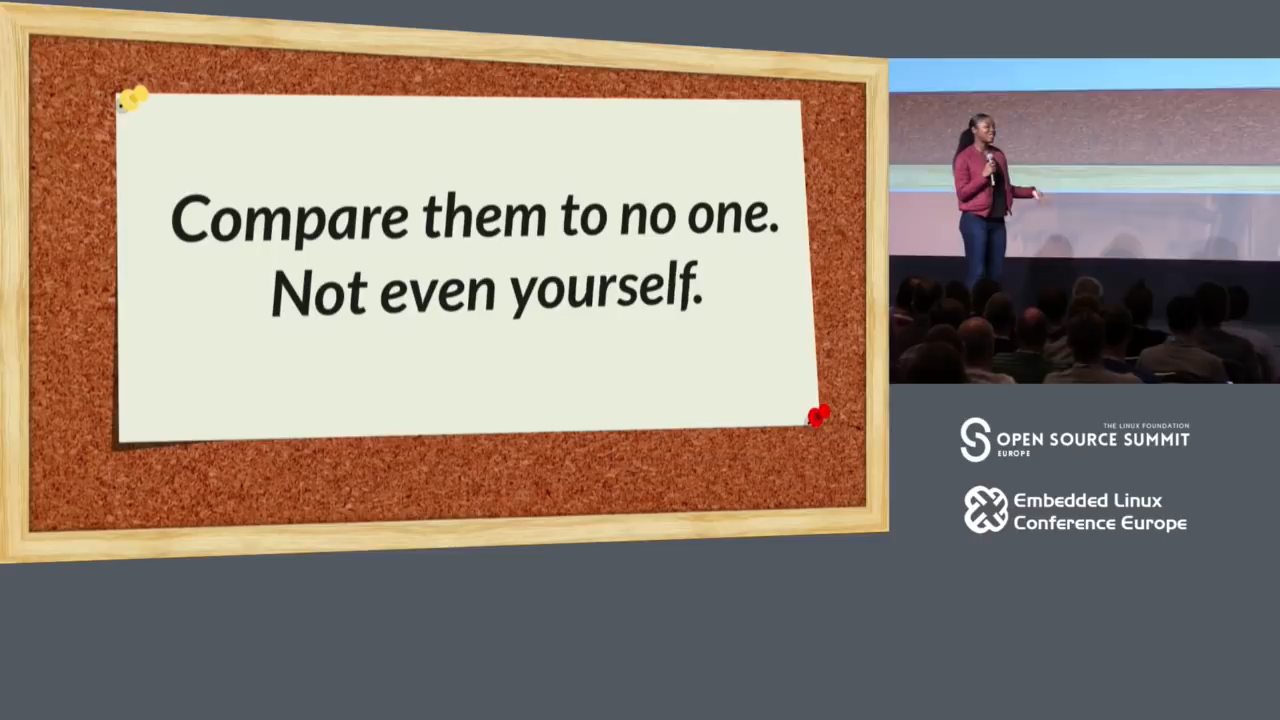 Compare them to no one.
Not even yourself.
THE LINUX FOUNDATION
OPEN SOURCE SUMMIT
EUROPE
Embedded Linux
Conference Europe